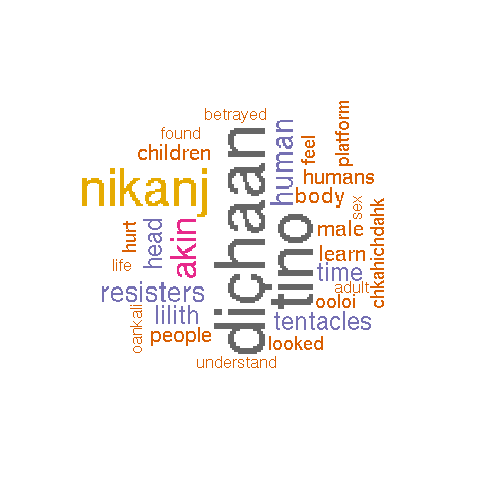 betrayed
found
children
nikanj
dichaan
tino
human
feel
platform
humans
body
sex
male
chkahichdahk
learn
time
adult
ooloi
tentacles
looked
understand
hurt
head
akin
life
resisters
lilith
oankali
people